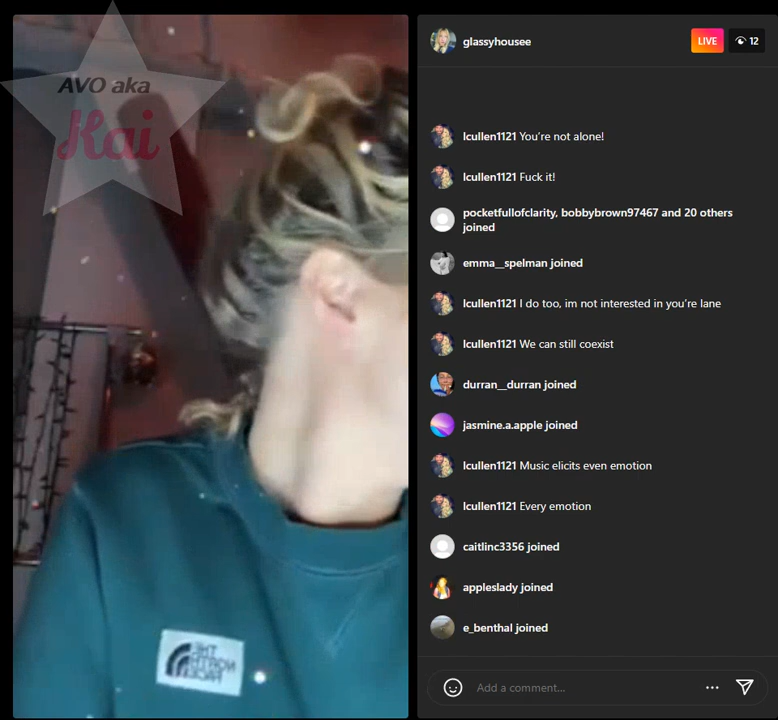 AVO aka
Kai
THE
NORTH
FACE
glassyhousee
LIVE
12
lcullen1121 You're not alone!
lcullen1121 Fuck it!
pocketfullofclarity, bobbybrown97467 and 20 others
joined
emma__spelman joined
lcullen1121 I do too, im not interested in you're lane
lcullen1121 We can still coexist
durran__durran joined
jasmine.a.apple joined
lcullen1121 Music elicits even emotion
lcullen1121 Every emotion
caitlinc3356 joined
appleslady joined
e_benthal joined
Add a comment...